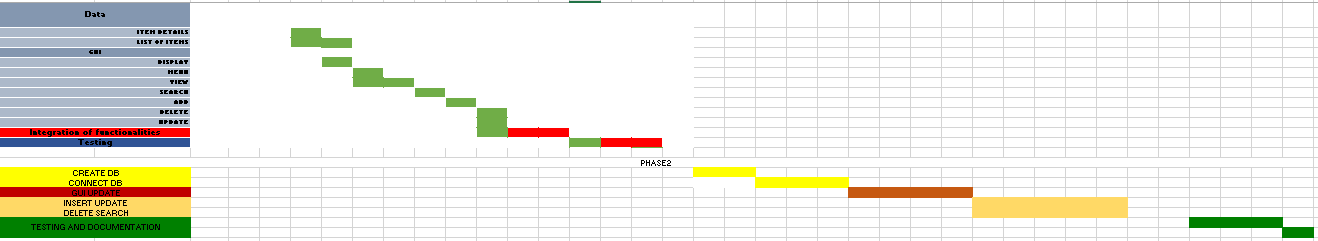 Data
ITEM DETAILS
LIST OF ITEMS
GUI
DISPLAY
MENU
VIEW
SEARCH
ADD
DELETE
UPDATE
Integration of functionalities
Testing
PHASE2
CREATE DB
CONNECT DB
GUI UPDATE
INSERT UPDATE
DELETE SEARCH
TESTING AND DOCUMENTATION